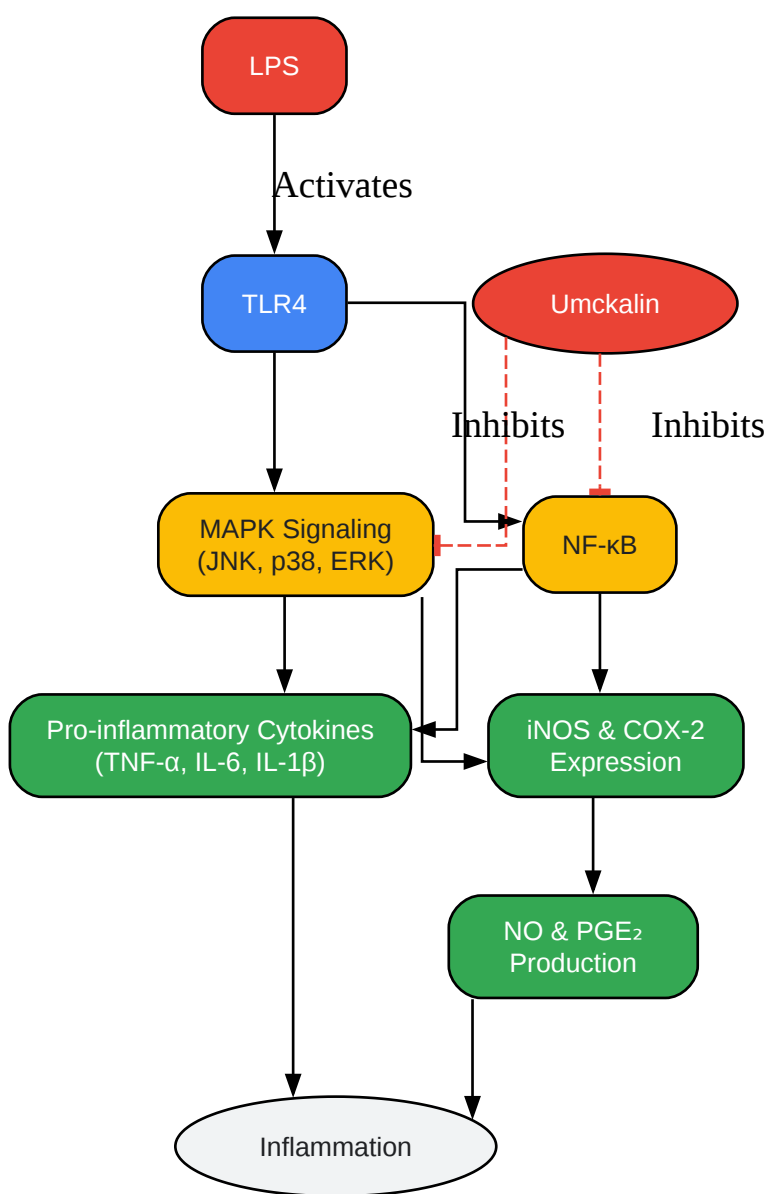 LPS
Activates
TLR4
Umckalin
Inhibits
Inhibits
MAPK Signaling
(JNK, p38, ERK)
NF-κB
Pro-inflammatory Cytokines
(TNF-α, IL-6, IL-1β)
iNOS & COX-2
Expression
NO & PGE₂
Production
Inflammation